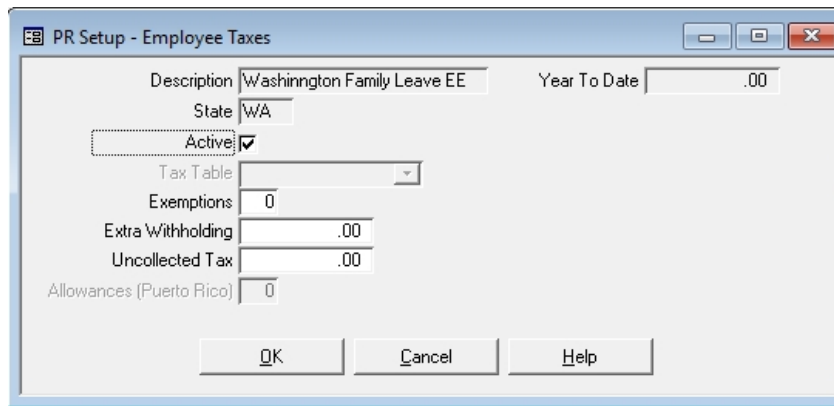 PR Setup - Employee Taxes
Description Washinngton Family Leave EE Year To Date .00
State WA
Active
Tax Table
Exemptions 0
Extra Withholding .00
Uncollected Tax .00
Allowances (Puerto Rico) 0
OK Cancel Help